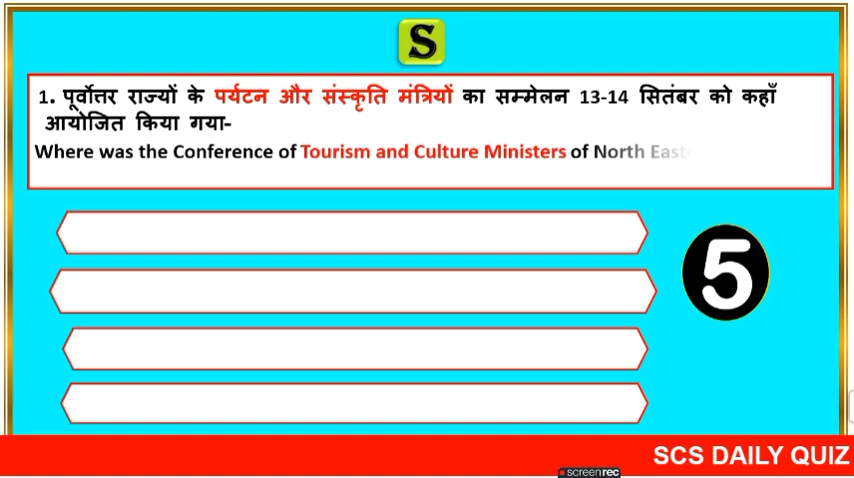 S
1. पूर्वोत्तर राज्यों के पर्यटन और संस्कृति मंत्रियों का सम्मेलन 13-14 सितंबर को कहाँ
आयोजित किया गया-
Where was the Conference of Tourism and Culture Ministers of North East
5
SCS DAILY QUIZ
screenrec